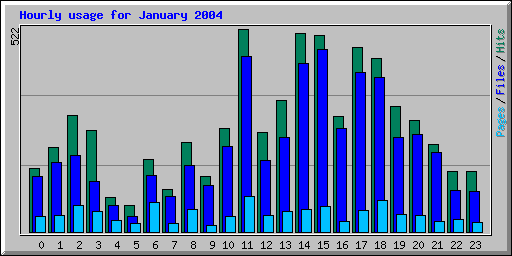 Hourly usage for January 2004
522
Pages/Files/Hits
0 1 2 3 4 5 6 7 8 9 10 11 12 13 14 15 16 17 18 19 20 21 22 23